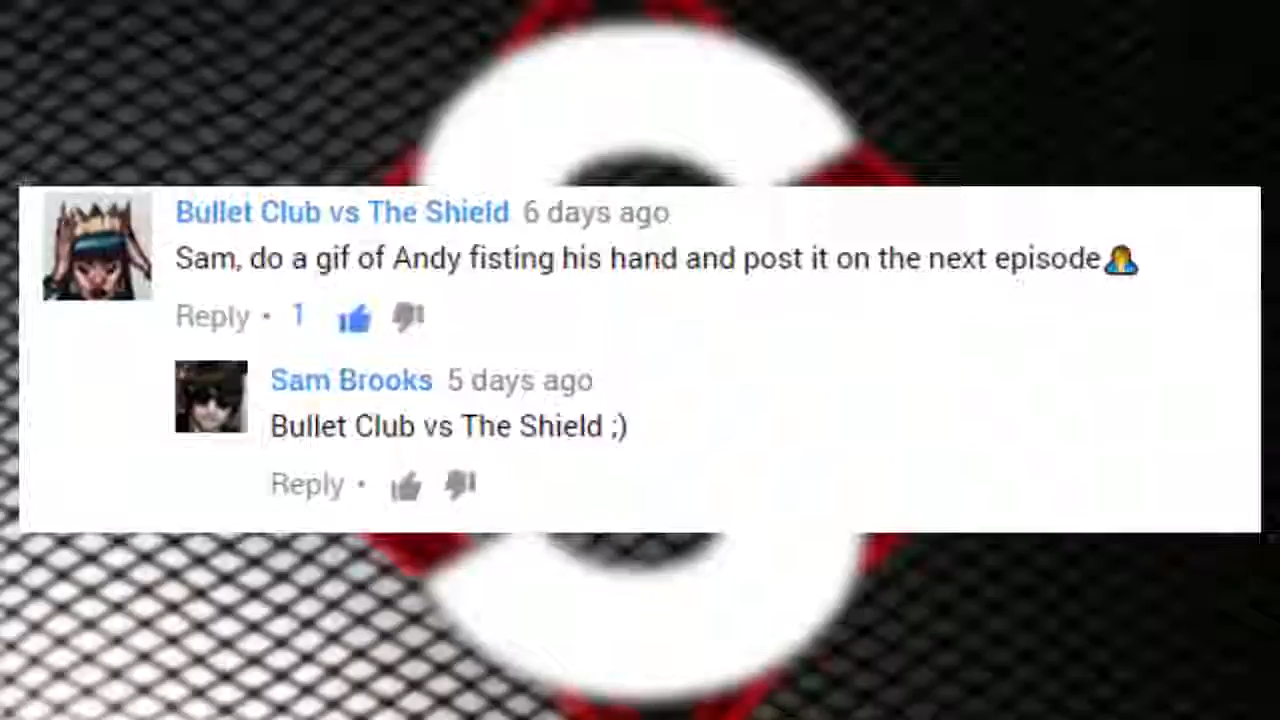 Bullet Club vs The Shield 6 days ago
Sam, do a gif of Andy fisting his hand and post it on the next episode🤦
Reply • 1
Sam Brooks 5 days ago
Bullet Club vs The Shield ;)
Reply •